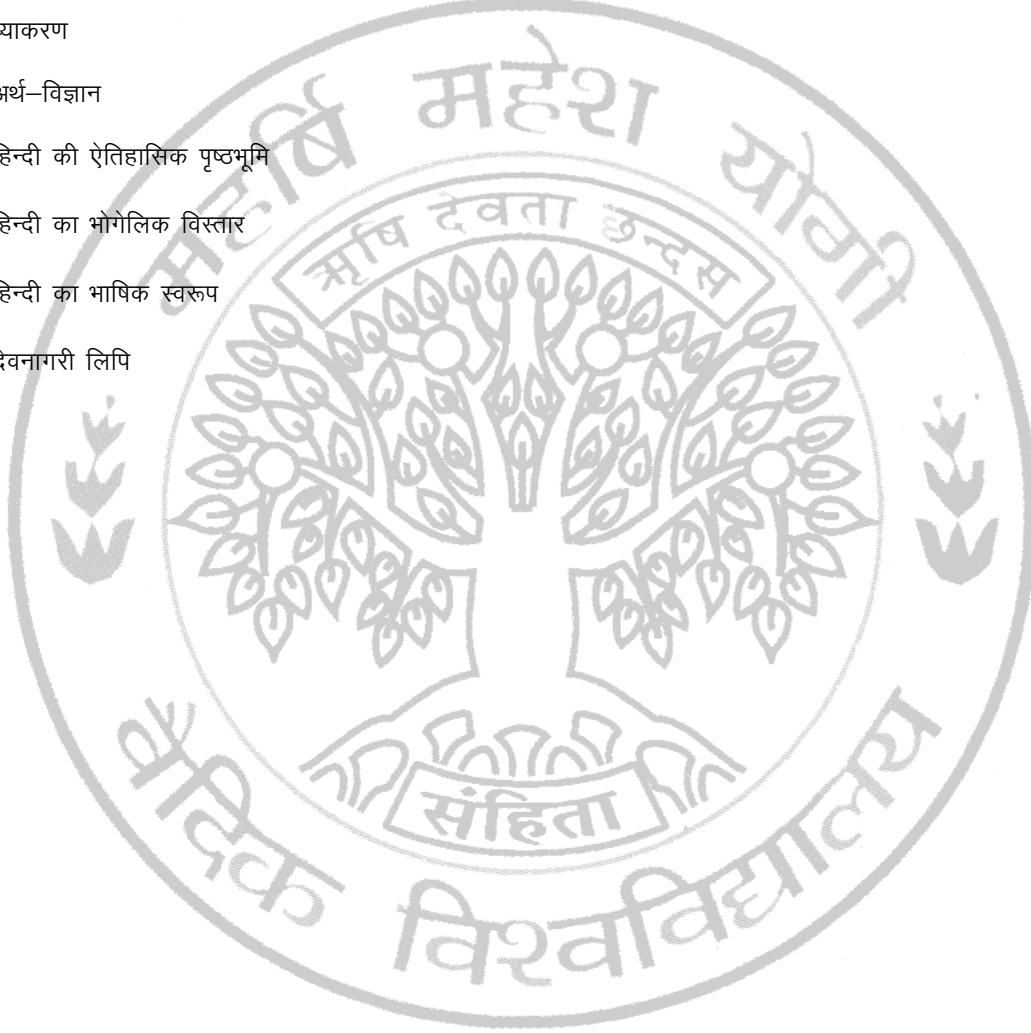 व्याकरण
अर्थ–विज्ञान
हिन्दी की ऐतिहासिक पृष्ठभूमि
हिन्दी का भोगेलिक विस्तार
हिन्दी का भाषिक स्वरूप
देवनागरी लिपि
महर्षि महेश योगी
ऋषि देवता छन्दस
संहिता
वैदिक विश्वविद्यालय